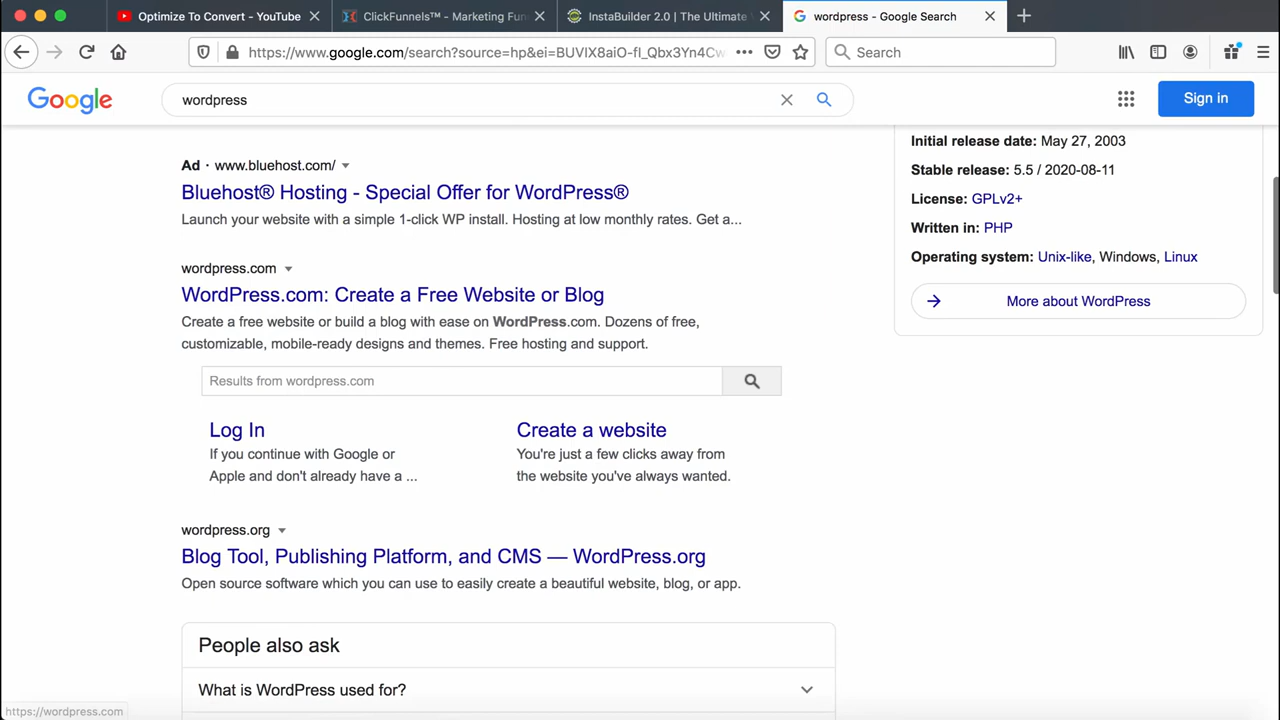 Optimize To Convert - YouTube
ClickFunnels™ - Marketing Fun
InstaBuilder 2.0 | The Ultimate
wordpress - Google Search
https://www.google.com/search?source=hp&ei=BUVIX8aiO-fl_Qbx3Yn4Cw
Search
Google
wordpress
Sign in
Ad · www.bluehost.com/
Bluehost® Hosting - Special Offer for WordPress®
Launch your website with a simple 1-click WP install. Hosting at low monthly rates. Get a...
wordpress.com
WordPress.com: Create a Free Website or Blog
Create a free website or build a blog with ease on WordPress.com. Dozens of free,
customizable, mobile-ready designs and themes. Free hosting and support.
Results from wordpress.com
Log In
If you continue with Google or
Apple and don't already have a ...
Create a website
You're just a few clicks away from
the website you've always wanted.
wordpress.org
Blog Tool, Publishing Platform, and CMS — WordPress.org
Open source software which you can use to easily create a beautiful website, blog, or app.
People also ask
What is WordPress used for?
Initial release date: May 27, 2003
Stable release: 5.5 / 2020-08-11
License: GPLv2+
Written in: PHP
Operating system: Unix-like, Windows, Linux
More about WordPress
https://wordpress.com